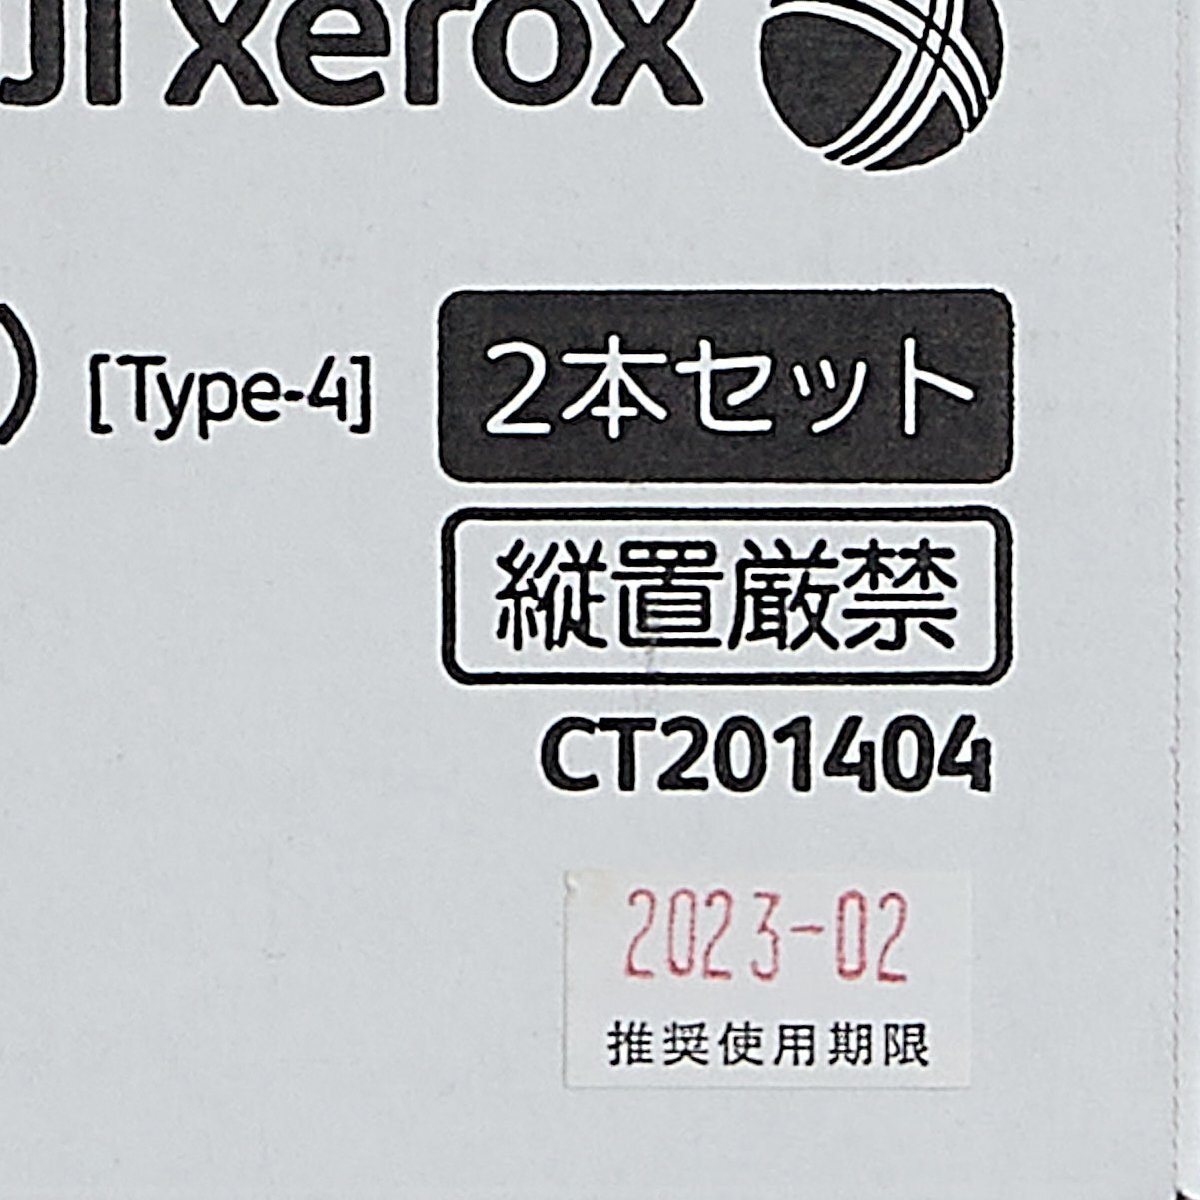 xerox
[Type-4]
2本セット
縦置厳禁
CT201404
2023-02
推奨使用期限